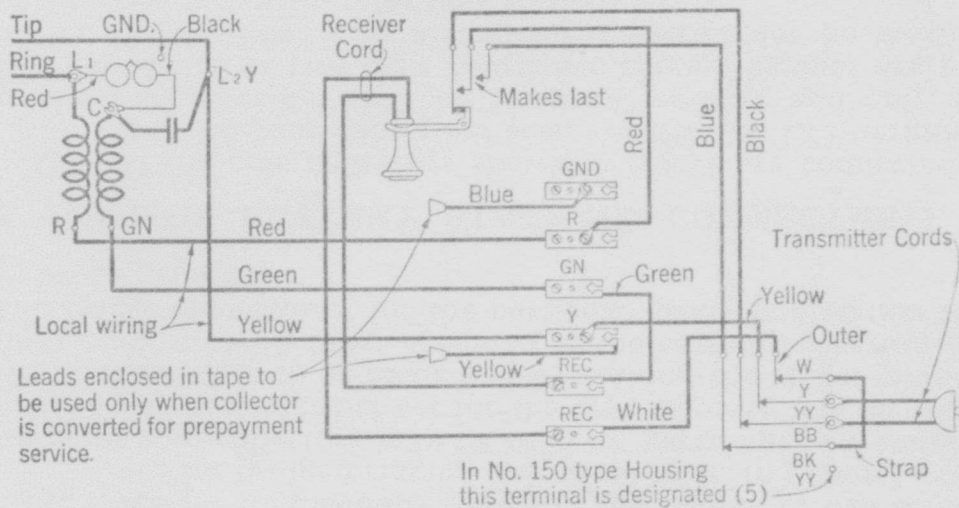 Tip
GND.
Black
Ring
L1
L2Y
Red
C
R
GN
Receiver
Cord
Makes last
Red
Blue
Black
GND
Blue
R
Red
GN
Green
Green
Transmitter Cords
Yellow
Local wiring
Yellow
Y
Outer
Yellow
Leads enclosed in tape to
be used only when collector
is converted for prepayment
service.
REC
REC
White
W
Y
YY
BB
BK
YY
Strap
In No. 150 type Housing
this terminal is designated (5)